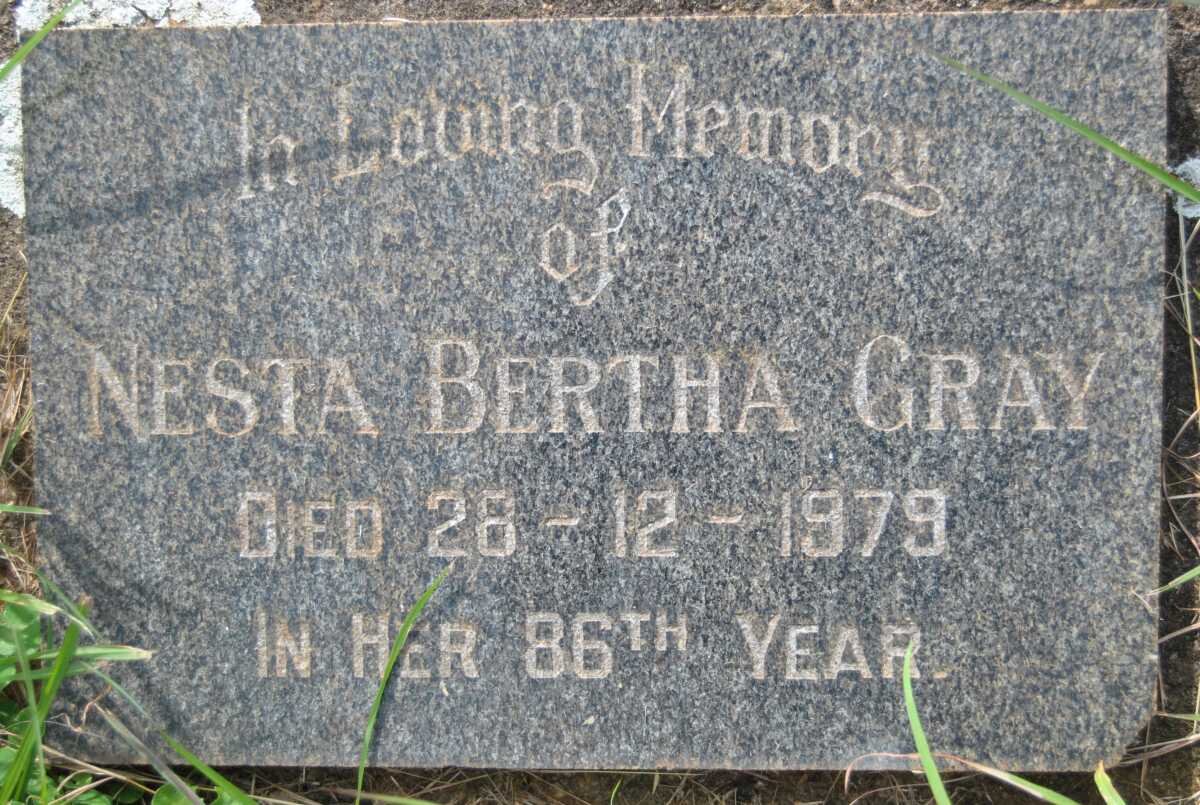 In Loving Memory
of
NESTA BERTHA GRAY
DIED 28-12-1979
IN HER 86TH YEAR.